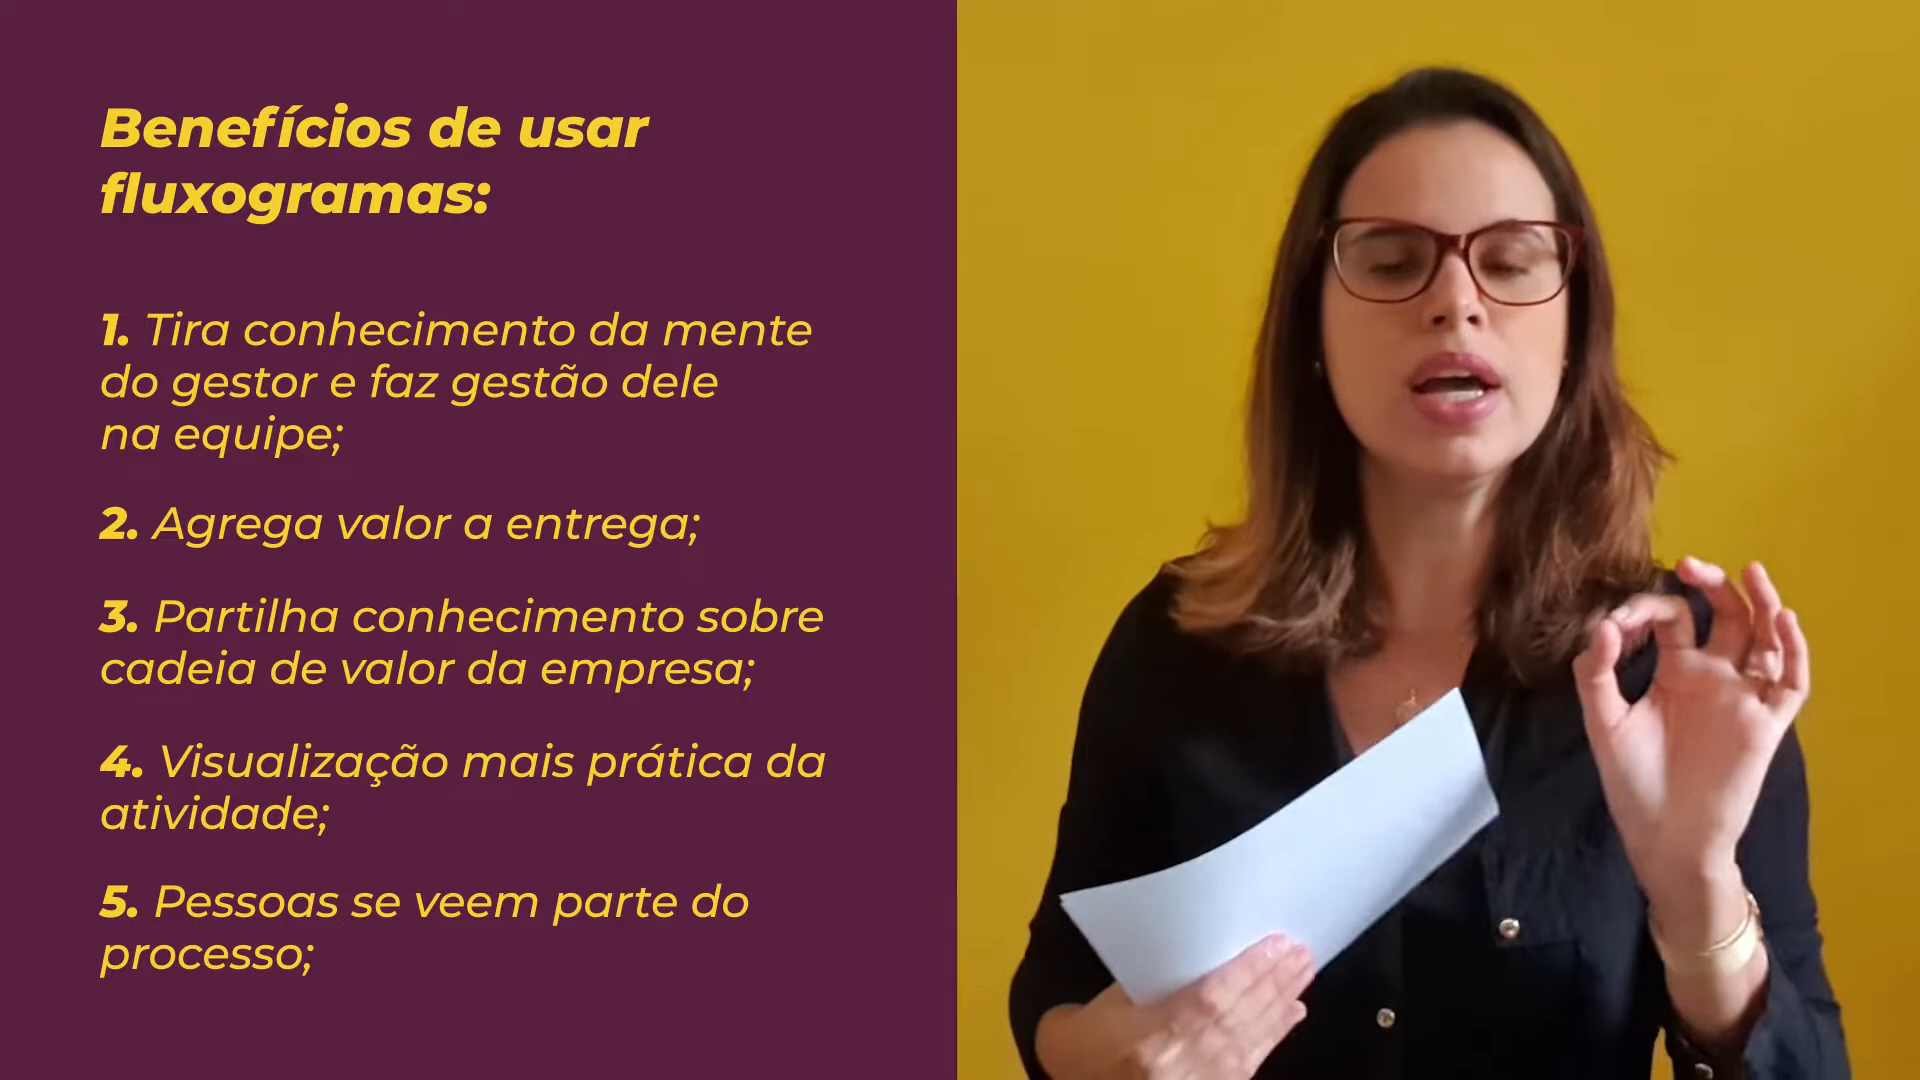 Benefícios de usar
fluxogramas:
1. Tira conhecimento da mente
do gestor e faz gestão dele
na equipe;
2. Agrega valor a entrega;
3. Partilha conhecimento sobre
cadeia de valor da empresa;
4. Visualização mais prática da
atividade;
5. Pessoas se veem parte do
processo;